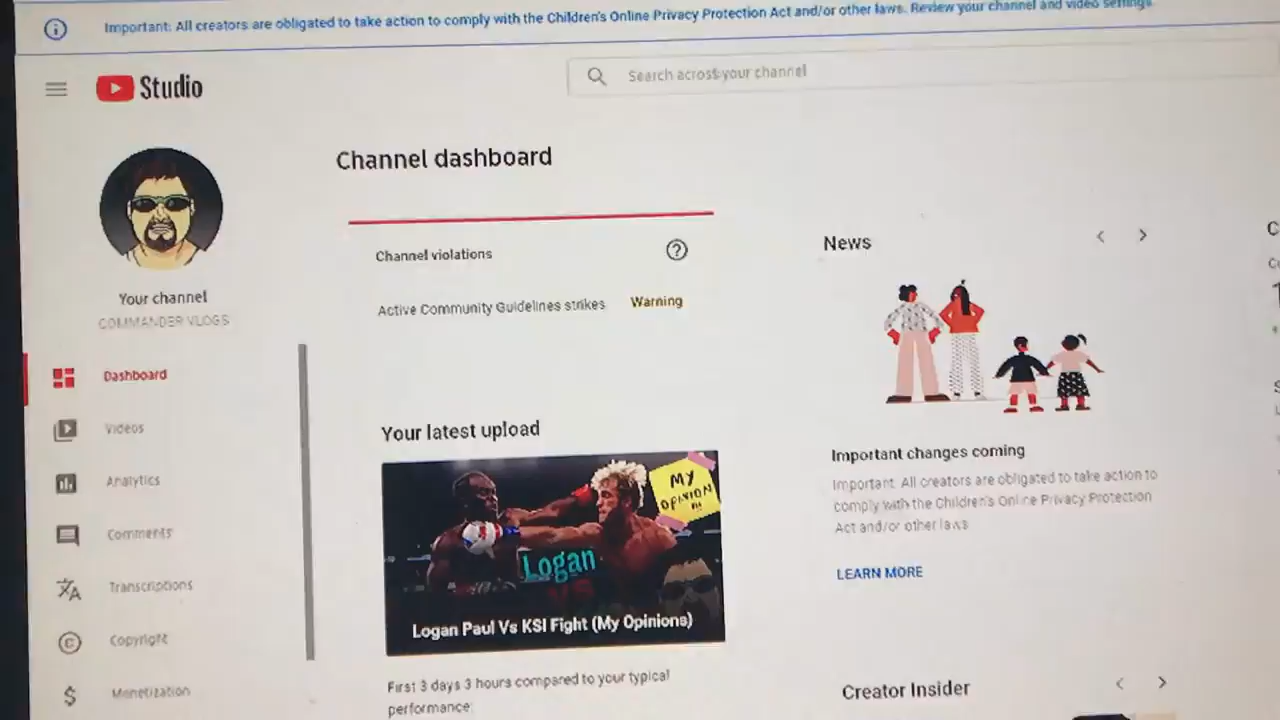 Important: All creators are obligated to take action to comply with the Children's Online Privacy Protection Act and/or other laws. Review your channel and video settings
Studio
Search across your channel
Channel dashboard
Your channel
COMMANDER VLOGS
Dashboard
Videos
Analytics
Comments
Transcriptions
Copyright
Monetization
Channel violations
Active Community Guidelines strikes Warning
Your latest upload
MY
OPINION
!!!
Logan
Logan Paul Vs KSI Fight (My Opinions)
First 3 days 3 hours compared to your typical
performance:
News
Important changes coming
Important: All creators are obligated to take action to
comply with the Children's Online Privacy Protection
Act and/or other laws
LEARN MORE
Creator Insider